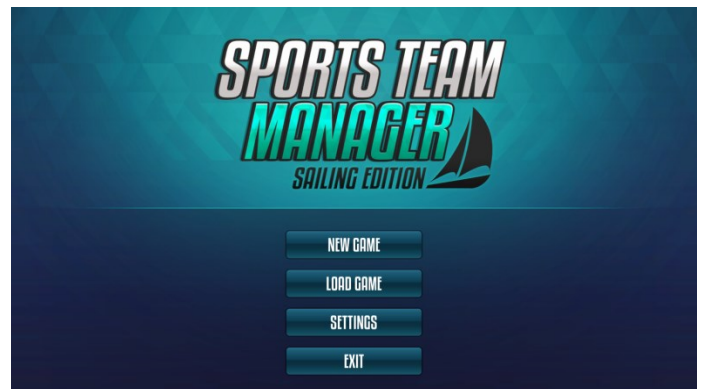 SPORTS TEAM
MANAGER
SAILING EDITION
NEW GAME
LOAD GAME
SETTINGS
EXIT